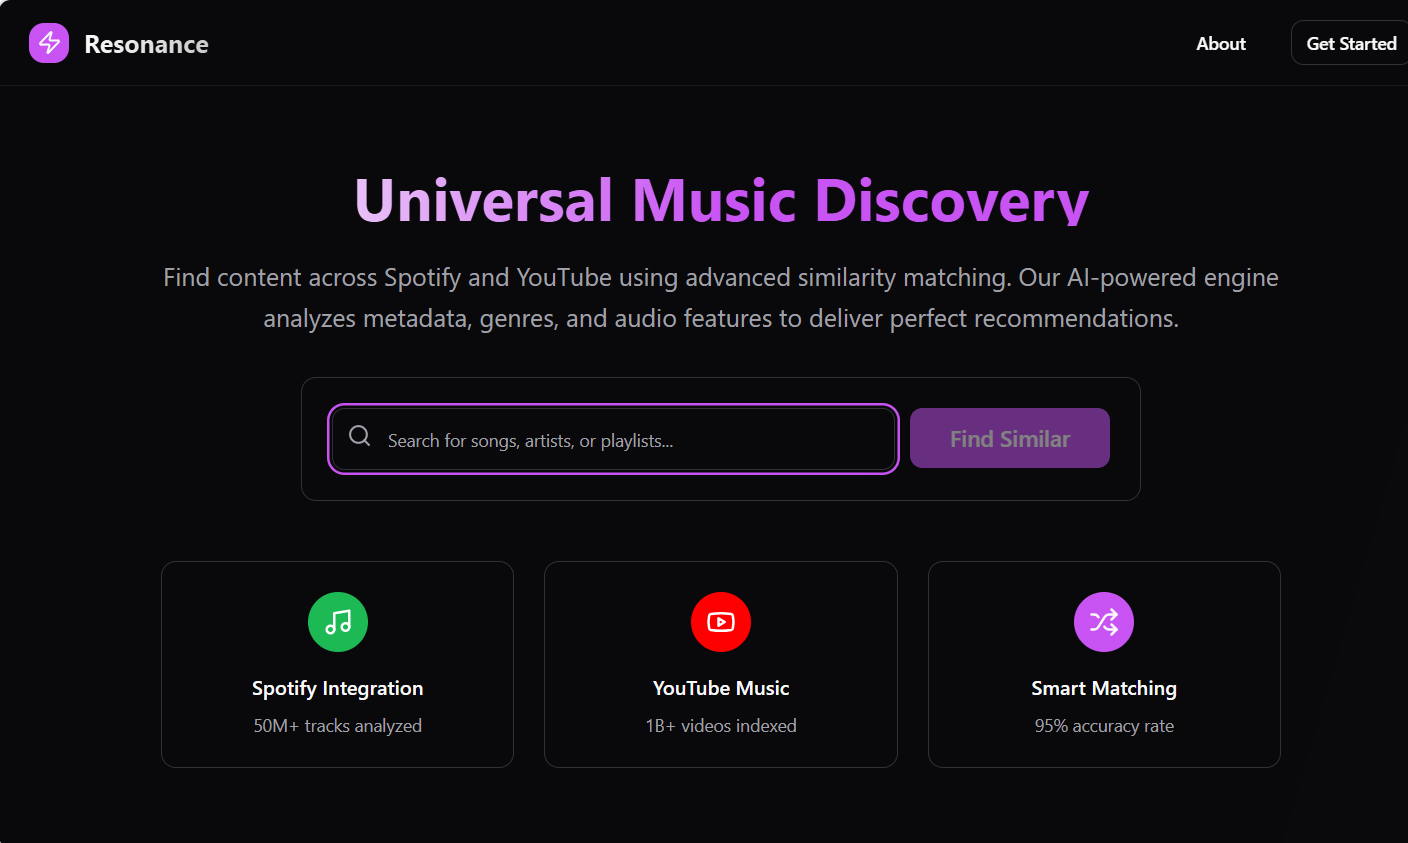 Resonance
About
Get Started
Universal Music Discovery
Find content across Spotify and YouTube using advanced similarity matching. Our AI-powered engine
analyzes metadata, genres, and audio features to deliver perfect recommendations.
Search for songs, artists, or playlists...
Find Similar
Spotify Integration
50M+ tracks analyzed
YouTube Music
1B+ videos indexed
Smart Matching
95% accuracy rate